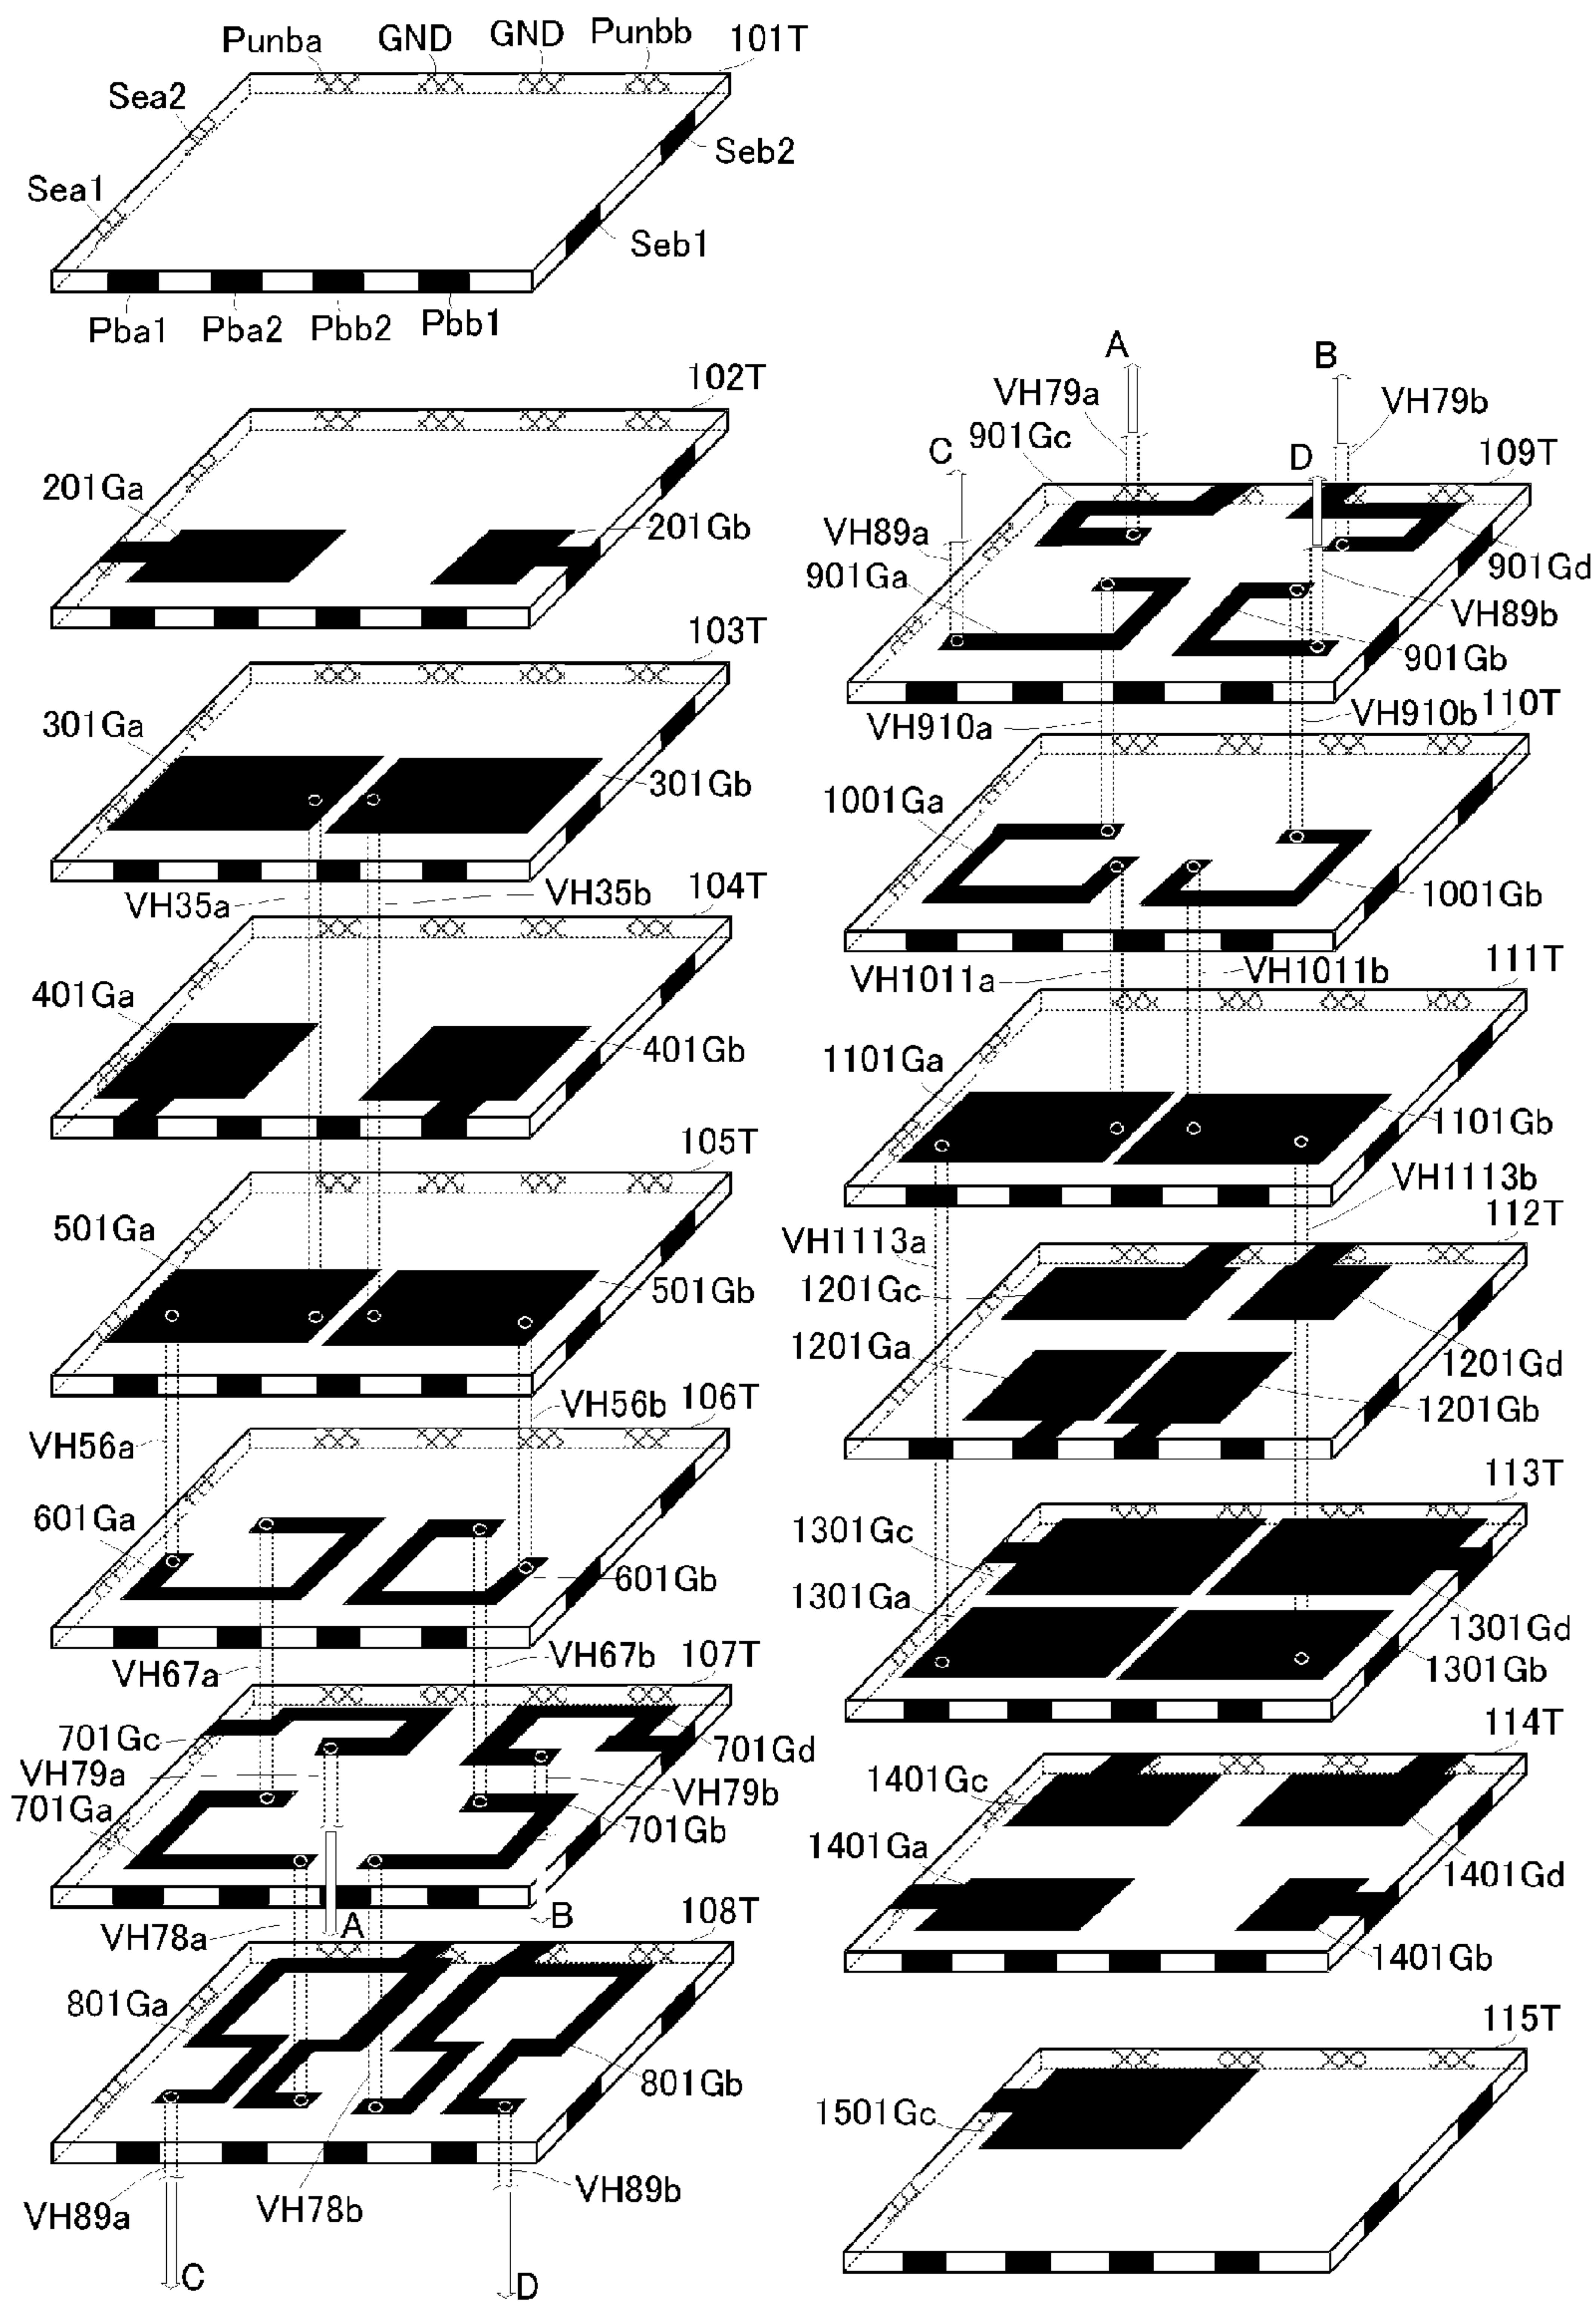 Punba GND GND Punbb 101T
Sea2
Seb2
Sea1
Seb1
Pba1 Pba2 Pbb2 Pbb1
102T
201Ga
201Gb
103T
301Ga
301Gb
VH35a VH35b 104T
401Ga
401Gb
105T
501Ga
501Gb
VH56b 106T
VH56a
601Ga
601Gb
VH67a VH67b 107T
701Gc
701Gd
VH79a
VH79b
701Ga
701Gb
A B
VH78a 108T
801Ga
801Gb
VH89a VH78b VH89b
C D
A B
VH79a VH79b
C 901Gc D 109T
VH89a
901Ga 901Gd
VH89b
901Gb
VH910a VH910b 110T
1001Ga
1001Gb
VH1011a VH1011b 111T
1101Ga
1101Gb
VH1113b
112T
VH1113a
1201Gc
1201Ga
1201Gd
1201Gb
113T
1301Gc
1301Ga
1301Gd
1301Gb
114T
1401Gc
1401Ga
1401Gd
1401Gb
115T
1501Gc